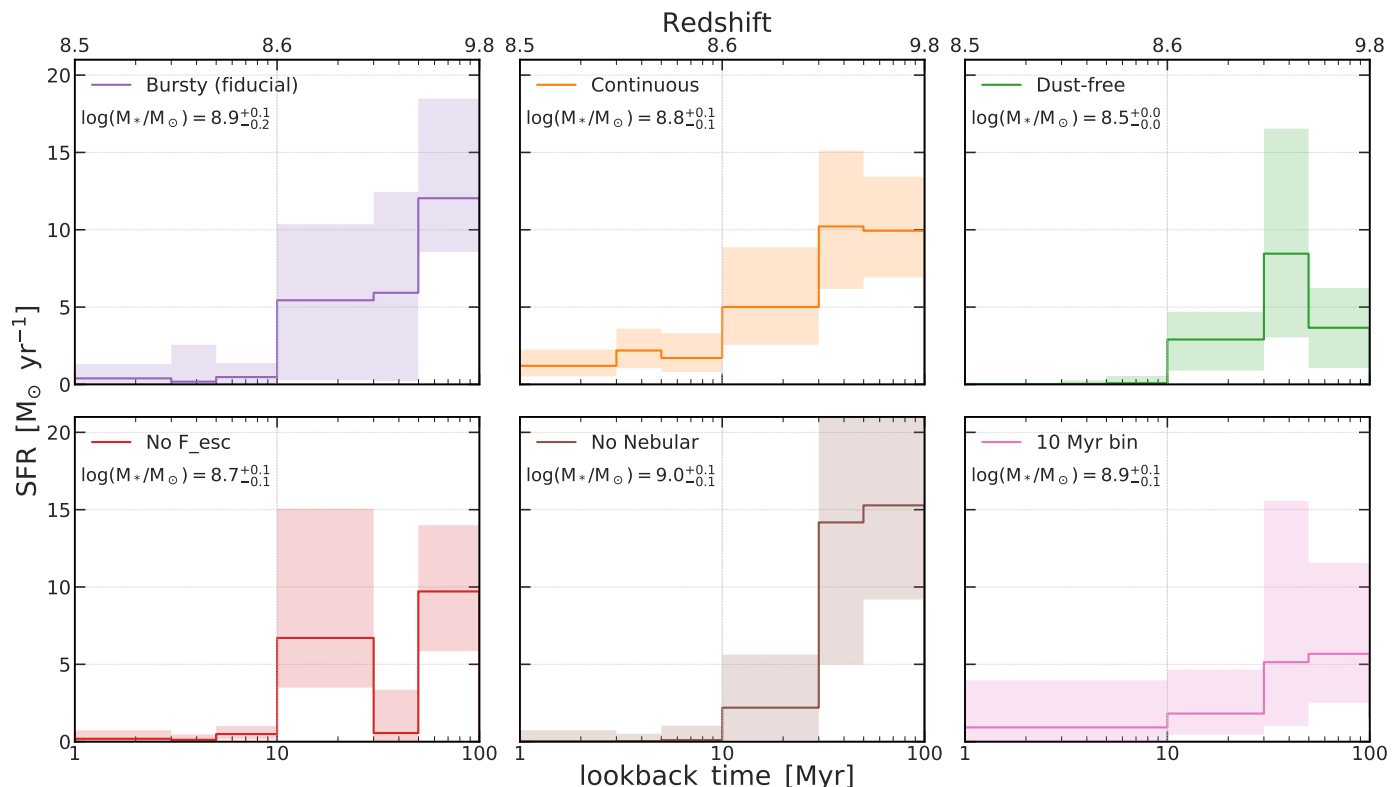 Redshift
8.5 8.6 9.8 8.5 8.6 9.8 8.5 8.6 9.8
SFR [M⊙ yr−1]
20
15
10
5
0
Bursty (fiducial)
log(M*/M⊙) = 8.9+0.1−0.2
Continuous
log(M*/M⊙) = 8.8+0.1−0.1
Dust-free
log(M*/M⊙) = 8.5+0.0−0.0
20
15
10
5
0
No F_esc
log(M*/M⊙) = 8.7+0.1−0.1
No Nebular
log(M*/M⊙) = 9.0+0.1−0.1
10 Myr bin
log(M*/M⊙) = 8.9+0.1−0.1
1 10 100 1 10 100 1 10 100
lookback time [Myr]